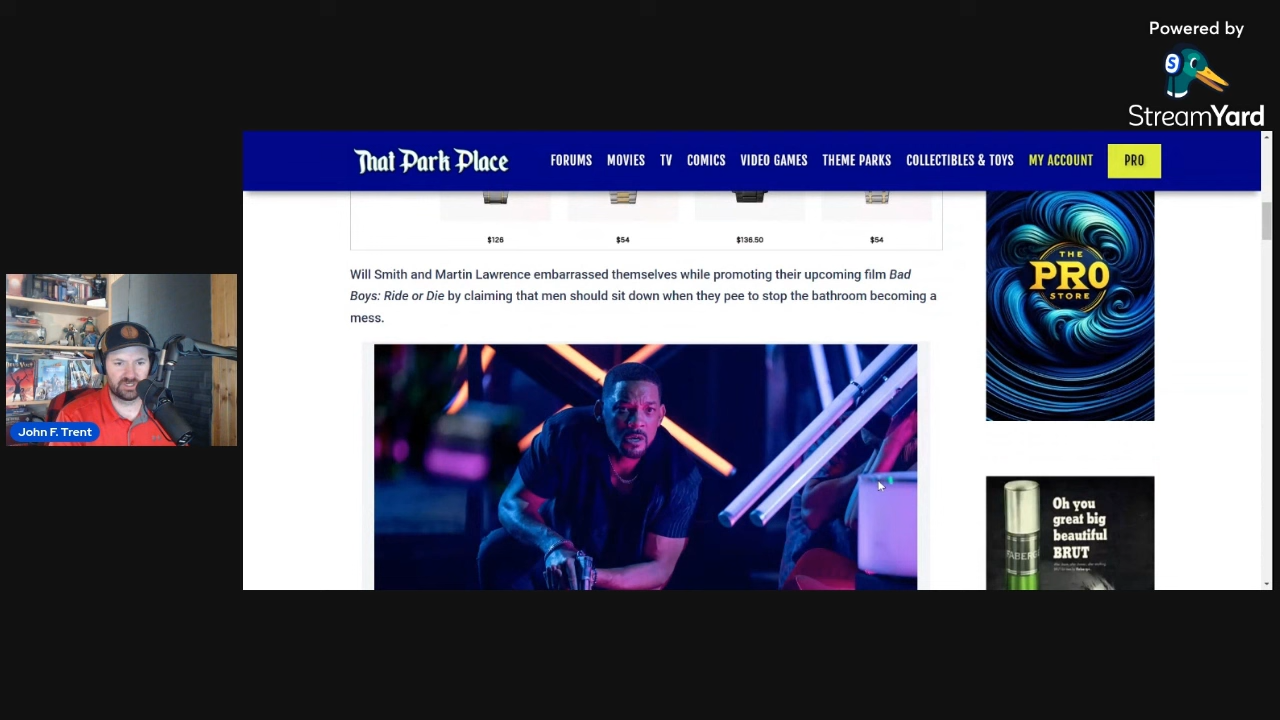 Powered by
StreamYard
That Park Place
FORUMS MOVIES TV COMICS VIDEO GAMES THEME PARKS COLLECTIBLES & TOYS MY ACCOUNT PRO
$126 $54 $136.50 $54
Will Smith and Martin Lawrence embarrassed themselves while promoting their upcoming film Bad
Boys: Ride or Die by claiming that men should sit down when they pee to stop the bathroom becoming a
mess.
THE
PRO
STORE
Oh you
great big
beautiful
BRUT
FABERG
John F. Trent